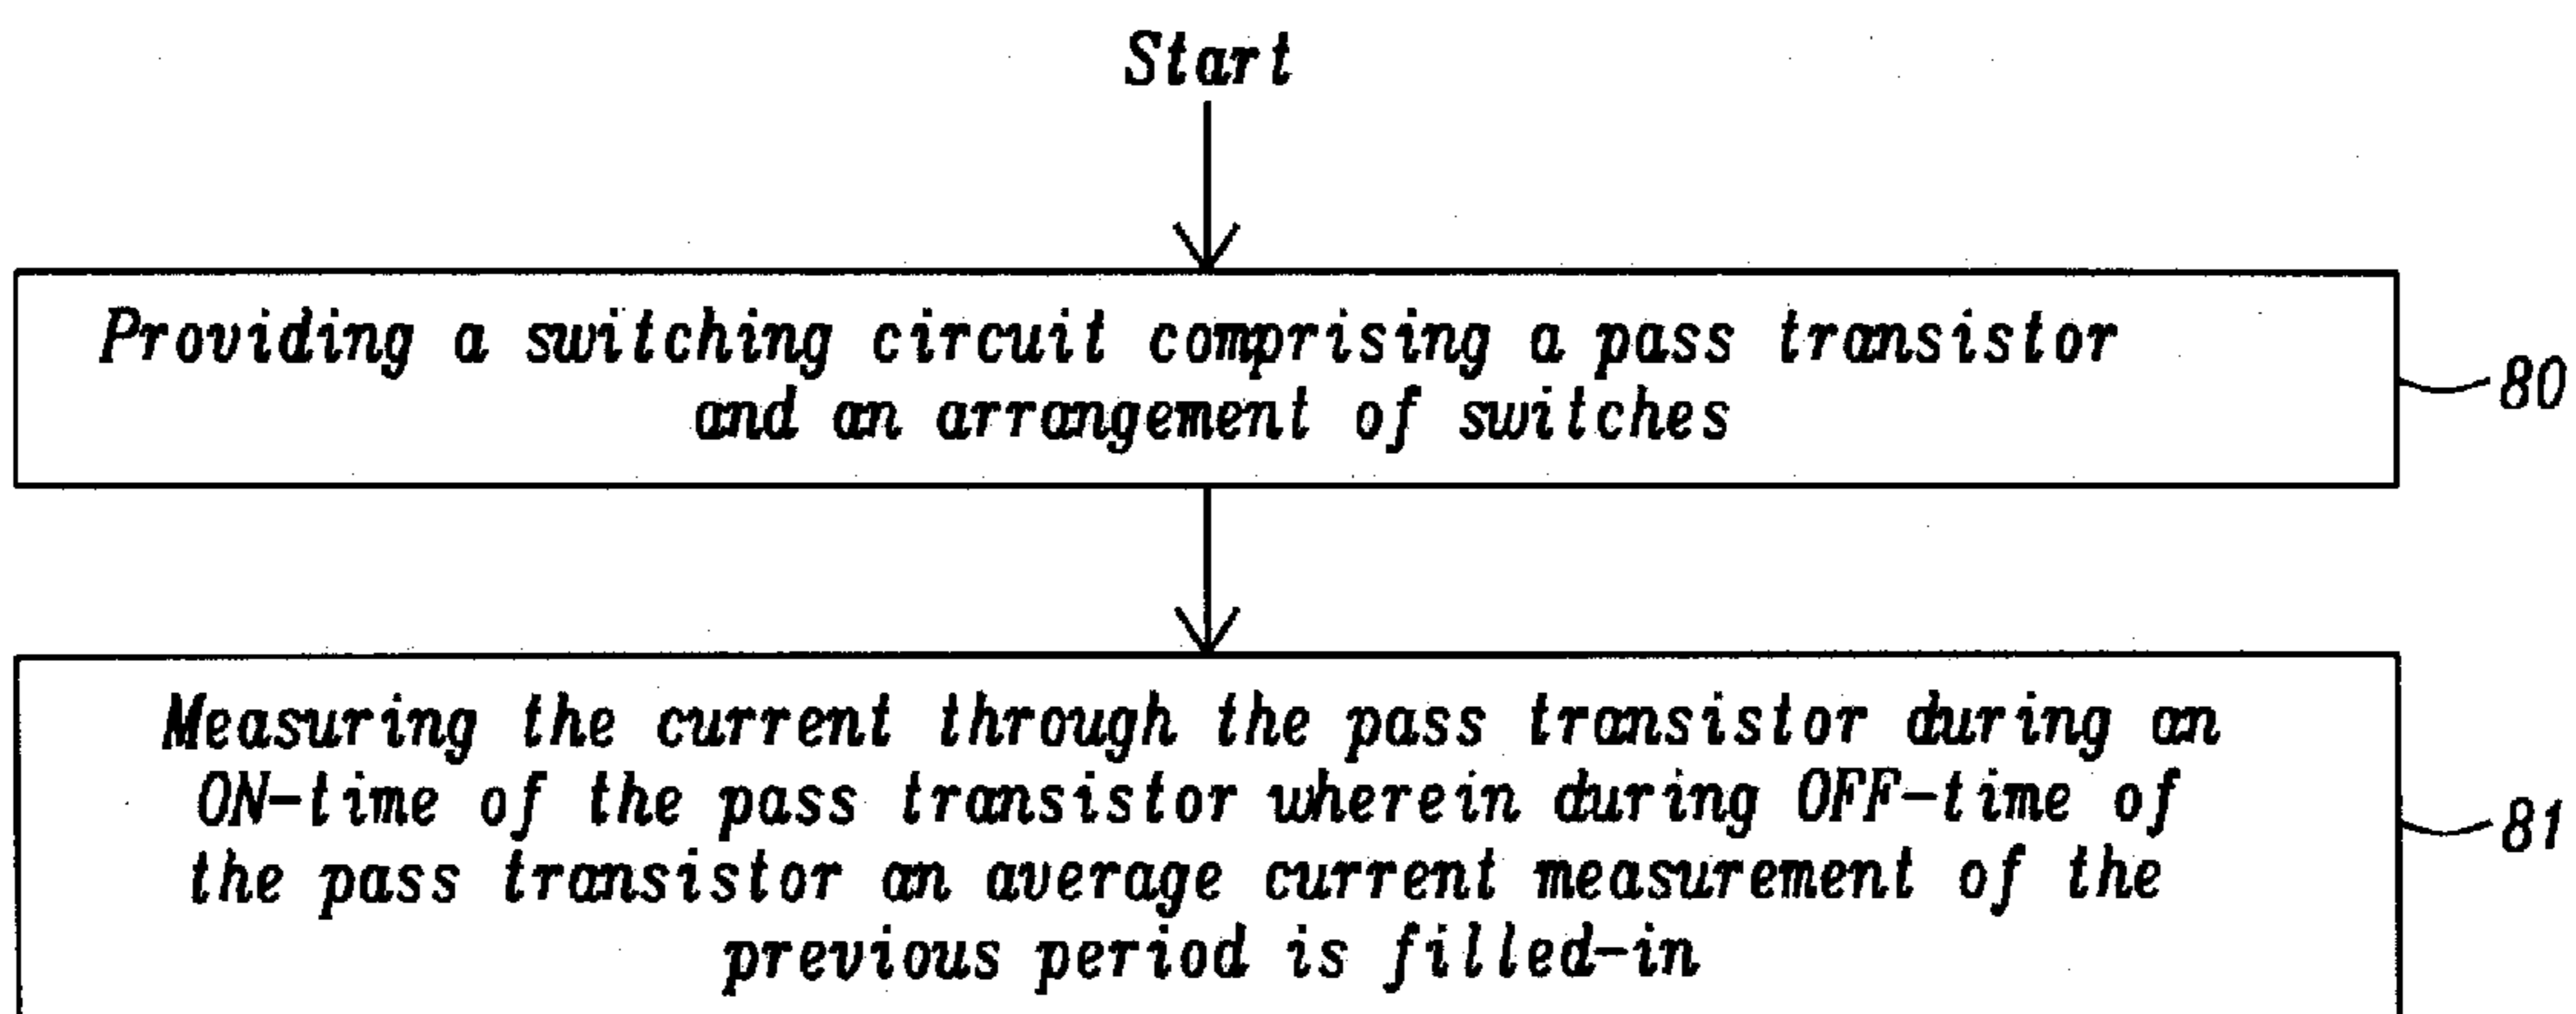 Start
Providing a switching circuit comprising a pass transistor
and an arrangement of switches
80
Measuring the current through the pass transistor during an
ON-time of the pass transistor wherein during OFF-time of
the pass transistor an average current measurement of the
previous period is filled-in
81